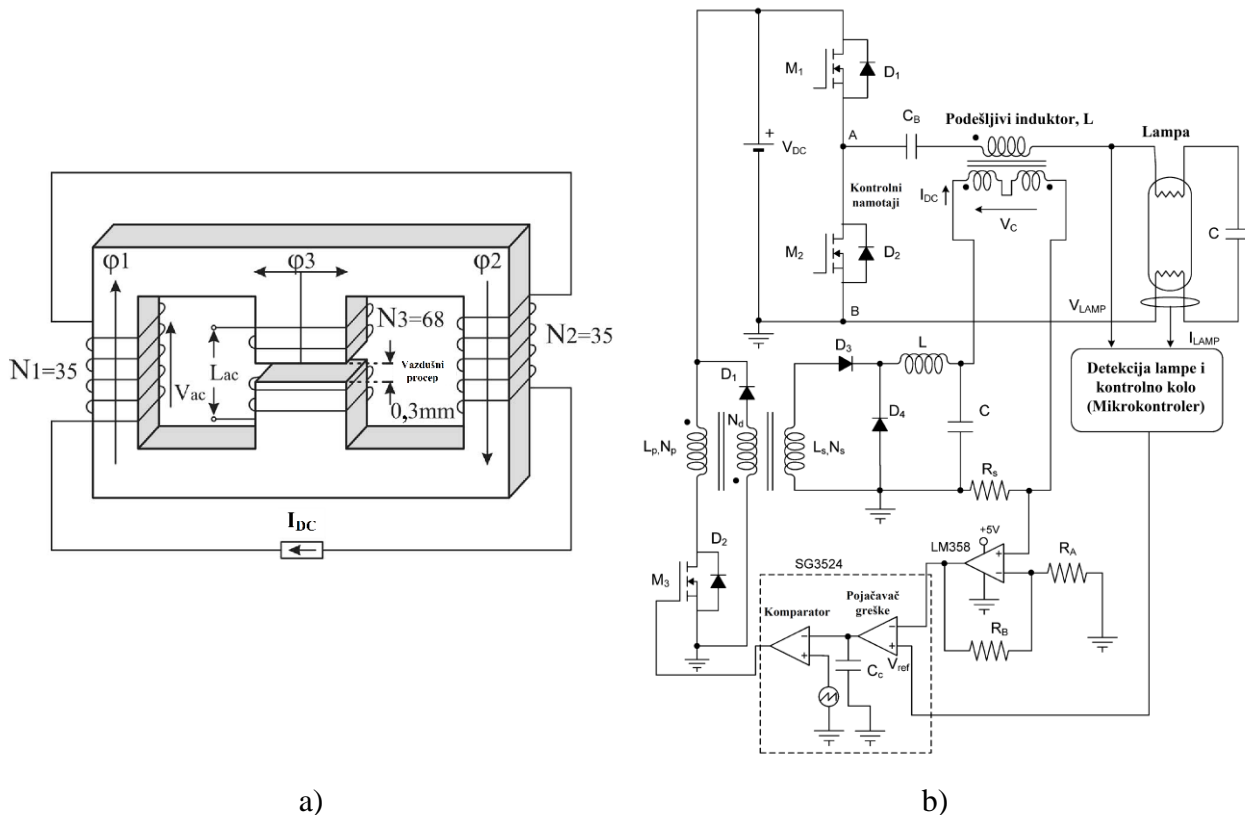 φ1
φ3
φ2
N1=35
Vac
Lac
N3=68
Vazdušni
procep
0,3mm
N2=35
IDC
a)
M1
D1
VDC
+
A
CB
Podešljivi induktor, L
Lampa
Kontrolni
namotaji
IDC
VC
C
M2
D2
B
VLAMP
ILAMP
Detekcija lampe i
kontrolno kolo
(Mikrokontroler)
D3
L
D1
Nd
D4
C
Lp,Np
Ls,Ns
Rs
D2
M3
+5V
LM358
+
−
RA
RB
SG3524
Komparator
Pojačavač
greške
−
+
−
+
Vref
Cc
b)